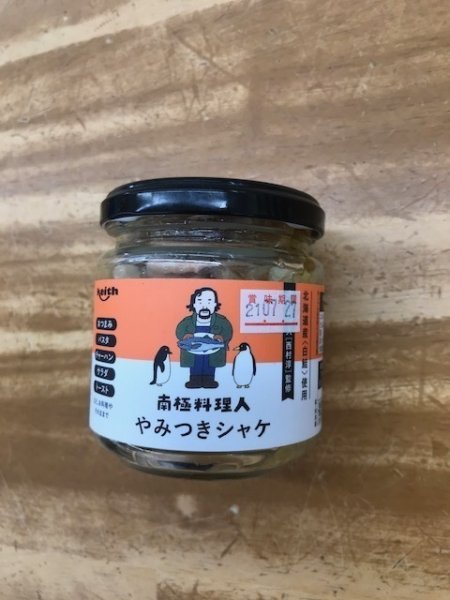 Keith
おつまみ
パスタ
チャーハン
サラダ
トースト
賞味期限
2107 27
北海道産〈白鮭〉使用
[西村淳]監修
南極料理人
やみつきシャケ